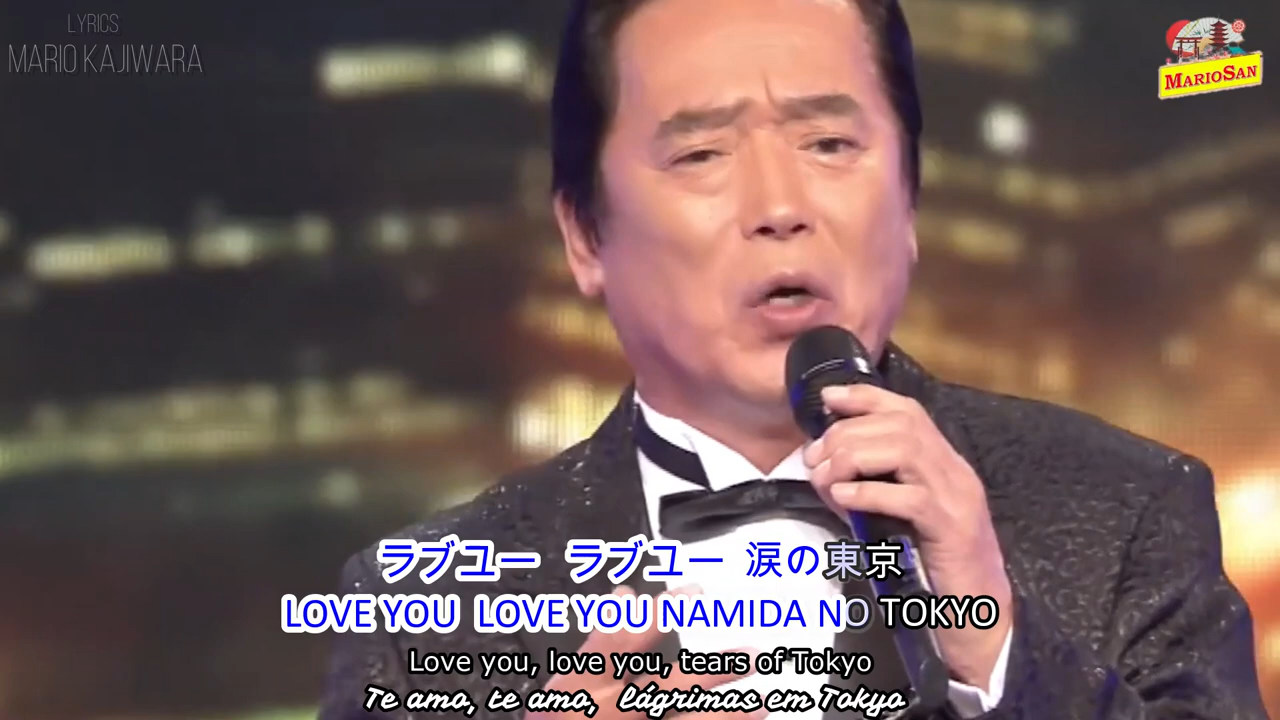 LYRICS
MARIO KAJIWARA
MARIOSAN
ラブユー ラブユー 涙の東京
LOVE YOU LOVE YOU NAMIDA NO TOKYO
Love you, love you, tears of Tokyo
Te amo, te amo, lágrimas em Tokyo